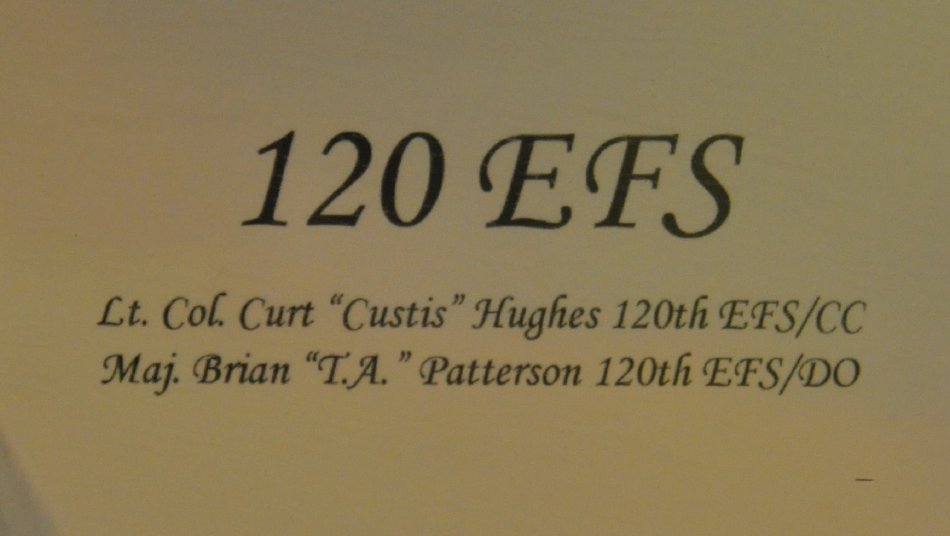 120 EFS
Lt. Col. Curt “Custis” Hughes 120th EFS/CC
Maj. Brian “T.A.” Patterson 120th EFS/DO